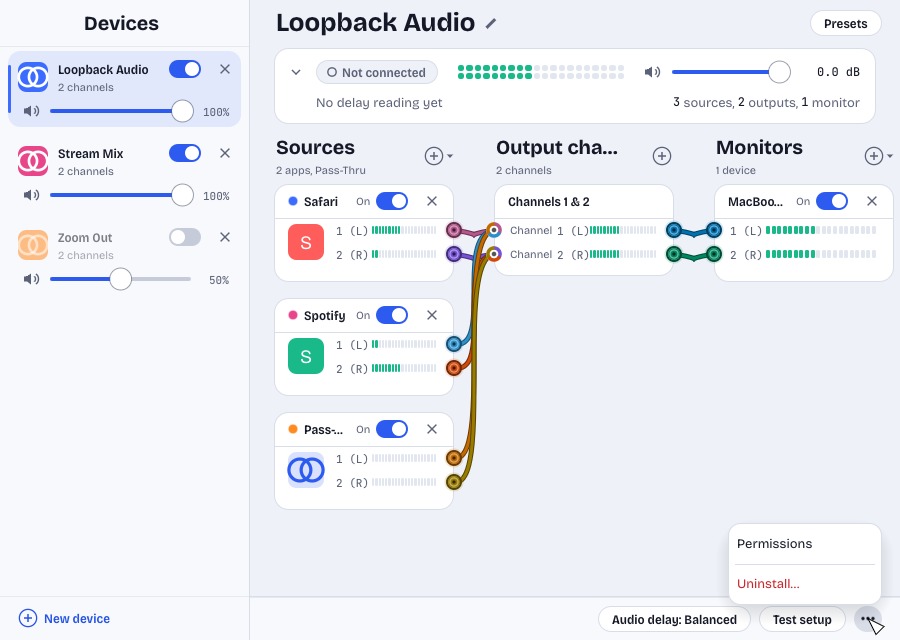 Devices
Loopback Audio
2 channels
100%
Stream Mix
2 channels
100%
Zoom Out
2 channels
50%
New device
Loopback Audio
Presets
Not connected
0.0 dB
No delay reading yet
3 sources, 2 outputs, 1 monitor
Sources
2 apps, Pass-Thru
Safari On
S
1 (L)
2 (R)
Spotify On
S
1 (L)
2 (R)
Pass-... On
1 (L)
2 (R)
Output cha...
2 channels
Channels 1 & 2
Channel 1 (L)
Channel 2 (R)
Monitors
1 device
MacBoo... On
1 (L)
2 (R)
Permissions
Uninstall...
Audio delay: Balanced
Test setup